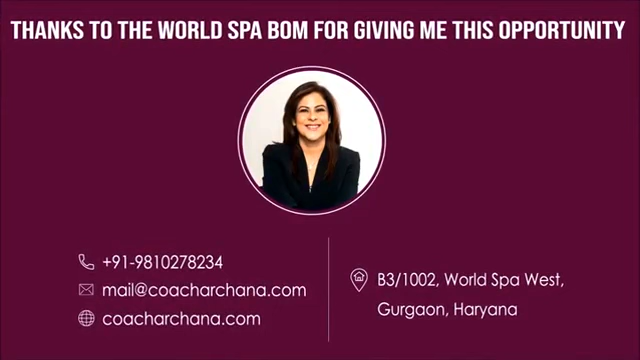 THANKS TO THE WORLD SPA BOM FOR GIVING ME THIS OPPORTUNITY
+91-9810278234
mail@coacharchana.com
coacharchana.com
B3/1002, World Spa West,
Gurgaon, Haryana